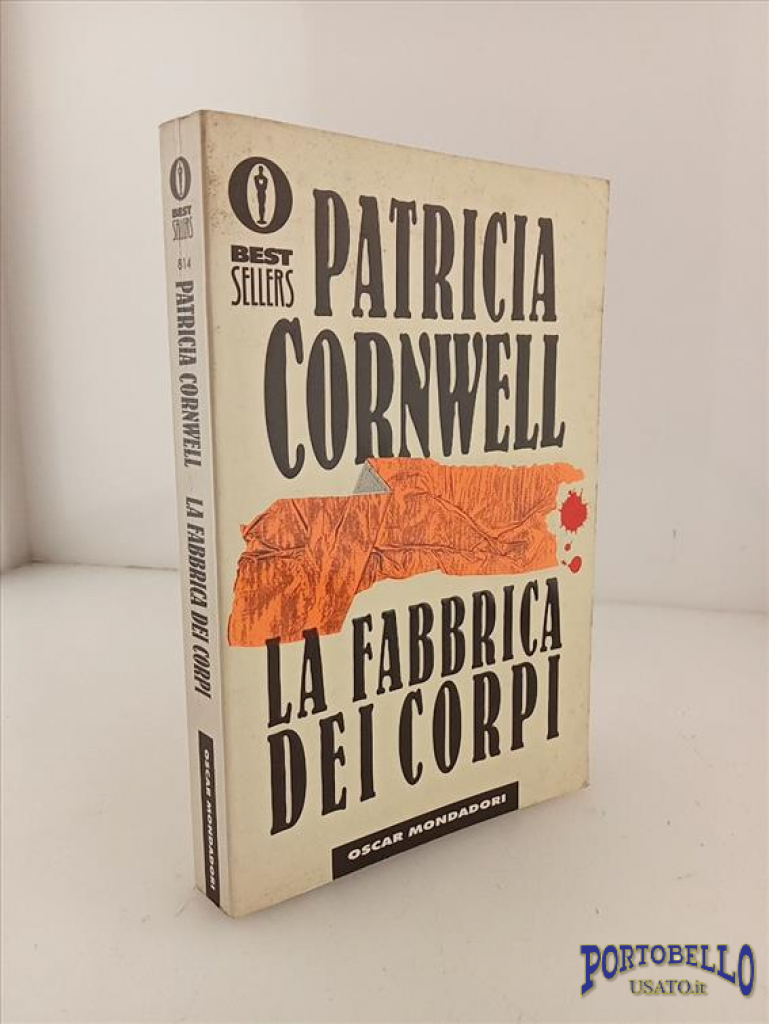 BEST
SELLERS
814
PATRICIA CORNWELL
LA FABBRICA DEI CORPI
OSCAR MONDADORI
BEST
SELLERS
PATRICIA
CORNWELL
LA FABBRICA
DEI CORPI
OSCAR MONDADORI
PORTOBELLO
USATO.it